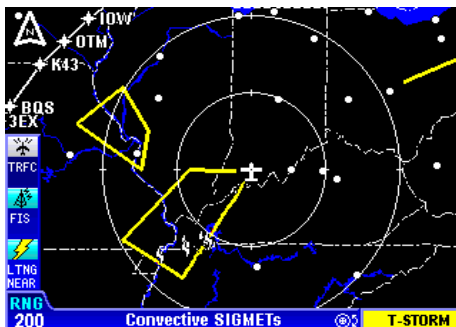 IOW
OTM
K43
BQS
3EX
TRFC
FIS
LTNG
NEAR
RNG
200
Convective SIGMETs
T-STORM